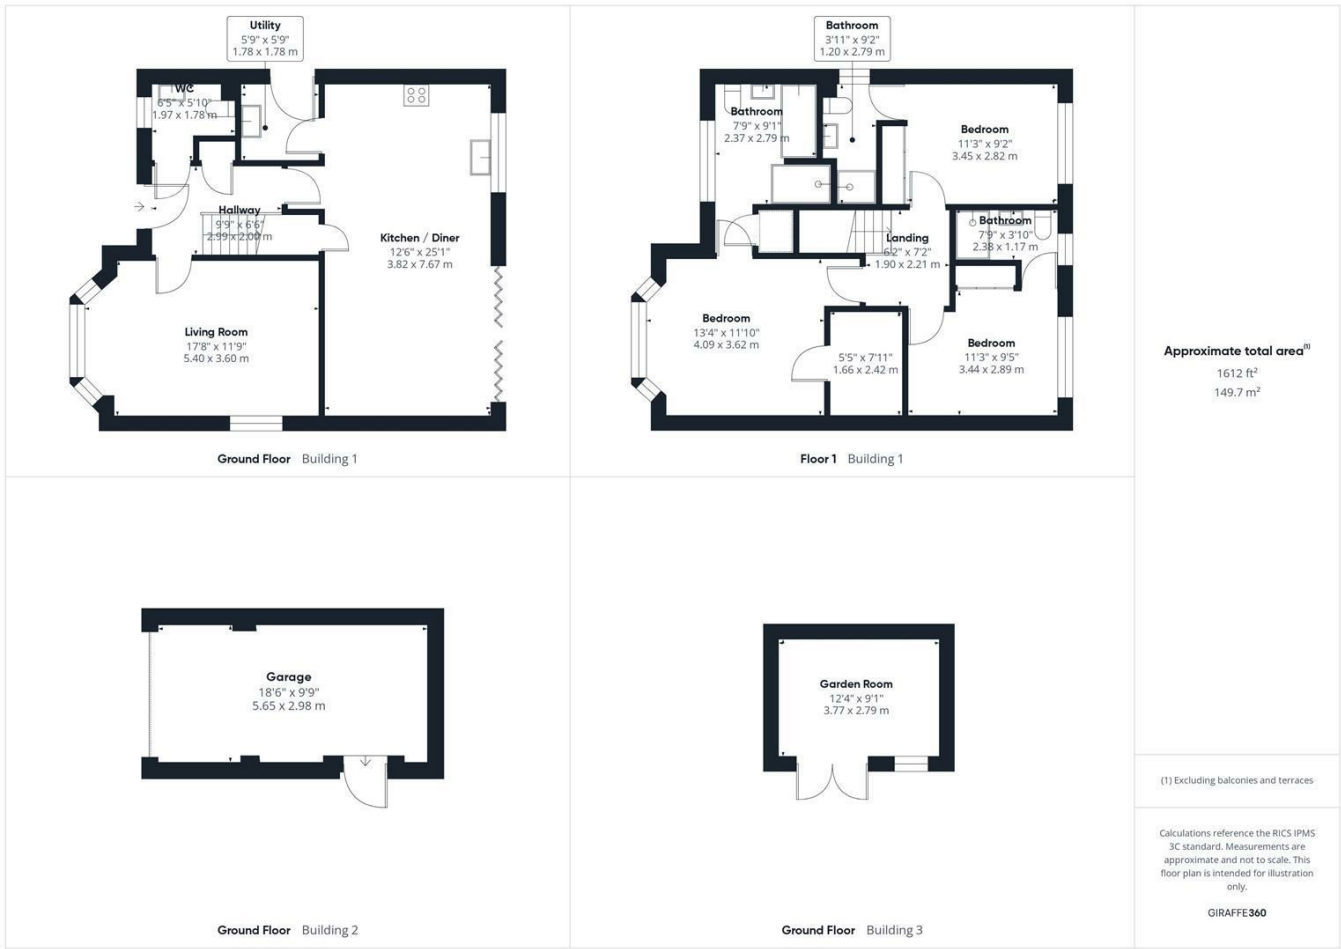 Utility
5'9" x 5'9"
1.78 x 1.78 m
WC
6'5" x 5'10"
1.97 x 1.78 m
Hallway
9'9" x 6'6"
2.99 x 2.00 m
Kitchen / Diner
12'6" x 25'1"
3.82 x 7.67 m
Living Room
17'8" x 11'9"
5.40 x 3.60 m
Ground Floor Building 1
Bathroom
3'11" x 9'2"
1.20 x 2.79 m
Bathroom
7'9" x 9'1"
2.37 x 2.79 m
Bedroom
11'3" x 9'2"
3.45 x 2.82 m
Bathroom
7'9" x 3'10"
2.38 x 1.17 m
Landing
6'2" x 7'2"
1.90 x 2.21 m
Bedroom
13'4" x 11'10"
4.09 x 3.62 m
5'5" x 7'11"
1.66 x 2.42 m
Bedroom
11'3" x 9'5"
3.44 x 2.89 m
Floor 1 Building 1
Garage
18'6" x 9'9"
5.65 x 2.98 m
Ground Floor Building 2
Garden Room
12'4" x 9'1"
3.77 x 2.79 m
Ground Floor Building 3
Approximate total area(1)
1612 ft²
149.7 m²
(1) Excluding balconies and terraces
Calculations reference the RICS IPMS
3C standard. Measurements are
approximate and not to scale. This
floor plan is intended for illustration
only.
GIRAFFE360